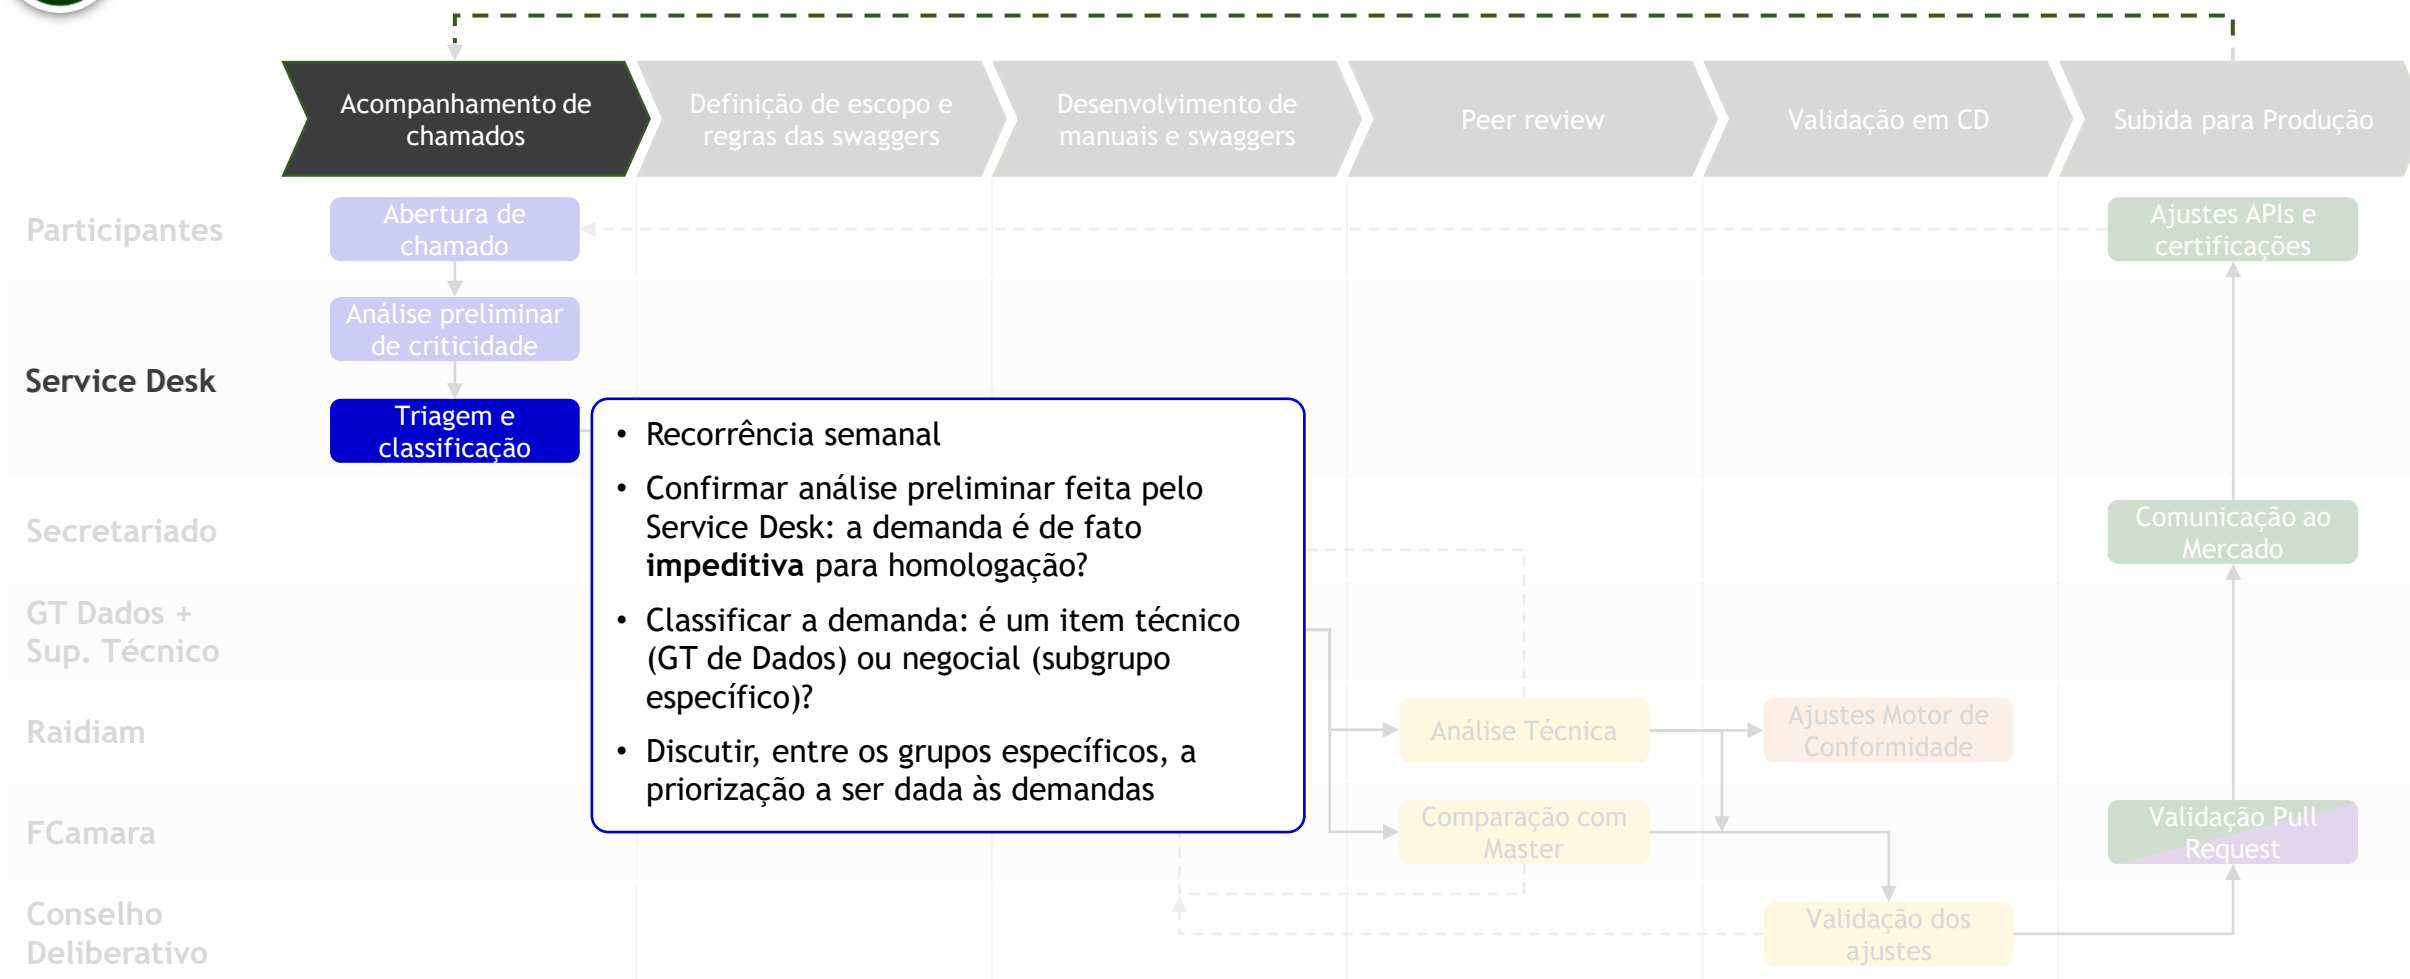 Acompanhamento de
chamados
Definição de escopo e
regras das swaggers
Desenvolvimento de
manuais e swaggers
Peer review
Validação em CD
Subida para Produção
Participantes
Abertura de
chamado
Ajustes APIs e
certificações
Service Desk
Análise preliminar
de criticidade
Triagem e
classificação
• Recorrência semanal
• Confirmar análise preliminar feita pelo
Service Desk: a demanda é de fato
impeditiva para homologação?
• Classificar a demanda: é um item técnico
(GT de Dados) ou negocial (subgrupo
específico)?
• Discutir, entre os grupos específicos, a
priorização a ser dada às demandas
Secretariado
Comunicação ao
Mercado
GT Dados +
Sup. Técnico
Raidiam
Análise Técnica
Ajustes Motor de
Conformidade
FCamara
Comparação com
Master
Validação Pull
Request
Conselho
Deliberativo
Validação dos
ajustes